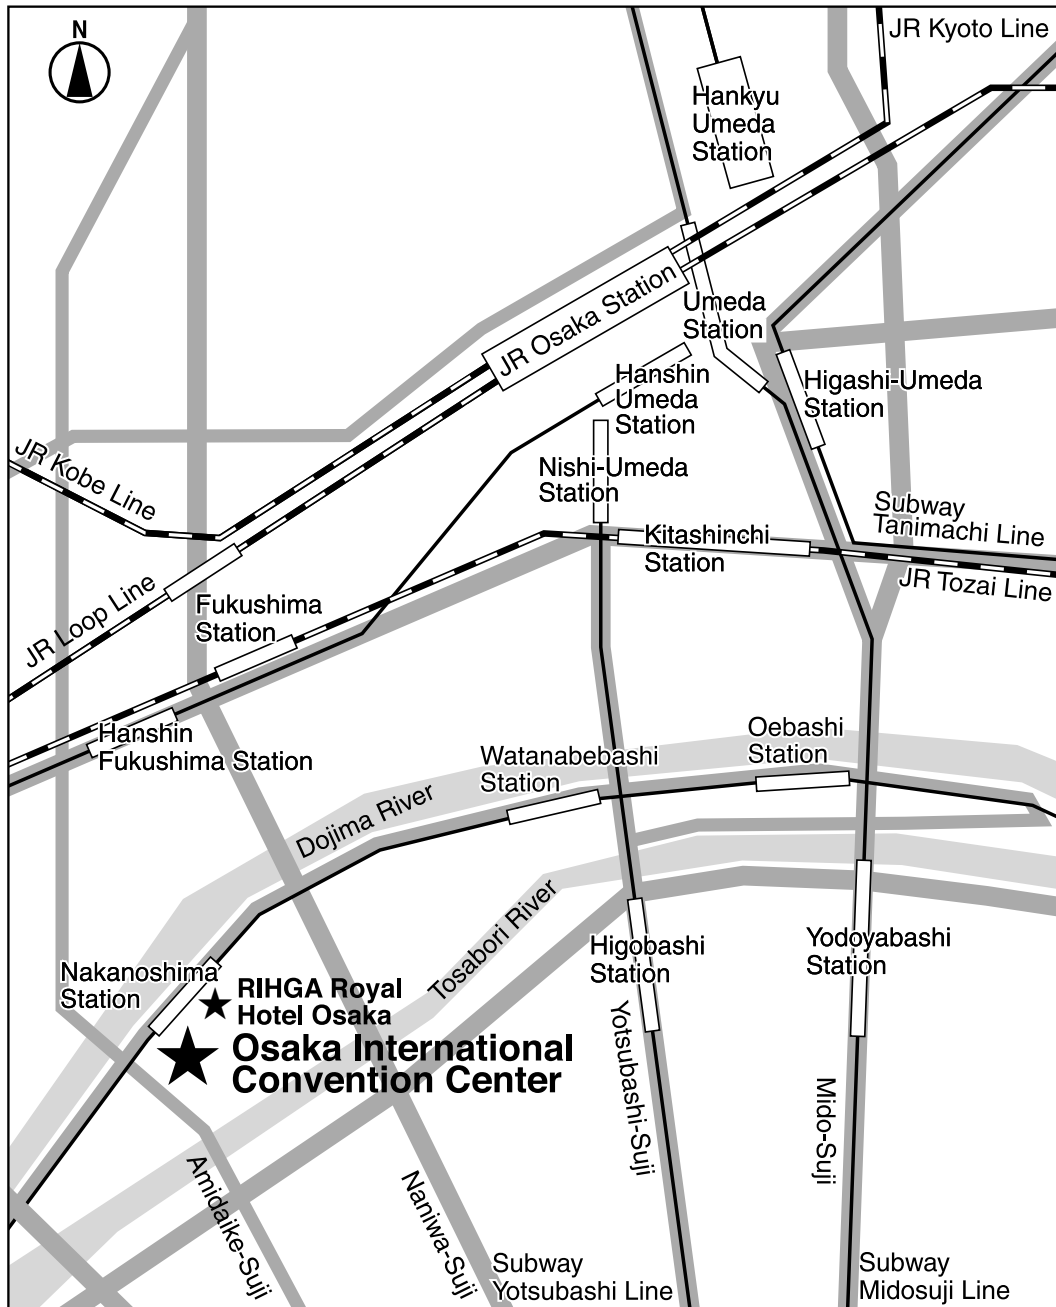 N
JR Kyoto Line
Hankyu
Umeda
Station
JR Osaka Station
Umeda
Station
Hanshin
Umeda
Station
Higashi-Umeda
Station
JR Kobe Line
Nishi-Umeda
Station
Subway
Tanimachi Line
Kitashinchi
Station
JR Tozai Line
JR Loop Line
Fukushima
Station
Hanshin
Fukushima Station
Watanabebashi
Station
Oebashi
Station
Dojima River
Tosabori River
Higobashi
Station
Yodoyabashi
Station
Nakanoshima
Station
RIHGA Royal
Hotel Osaka
Osaka International
Convention Center
Yotsubashi-Suji
Mido-Suji
Amidaike-Suji
Naniwa-Suji
Subway
Yotsubashi Line
Subway
Midosuji Line